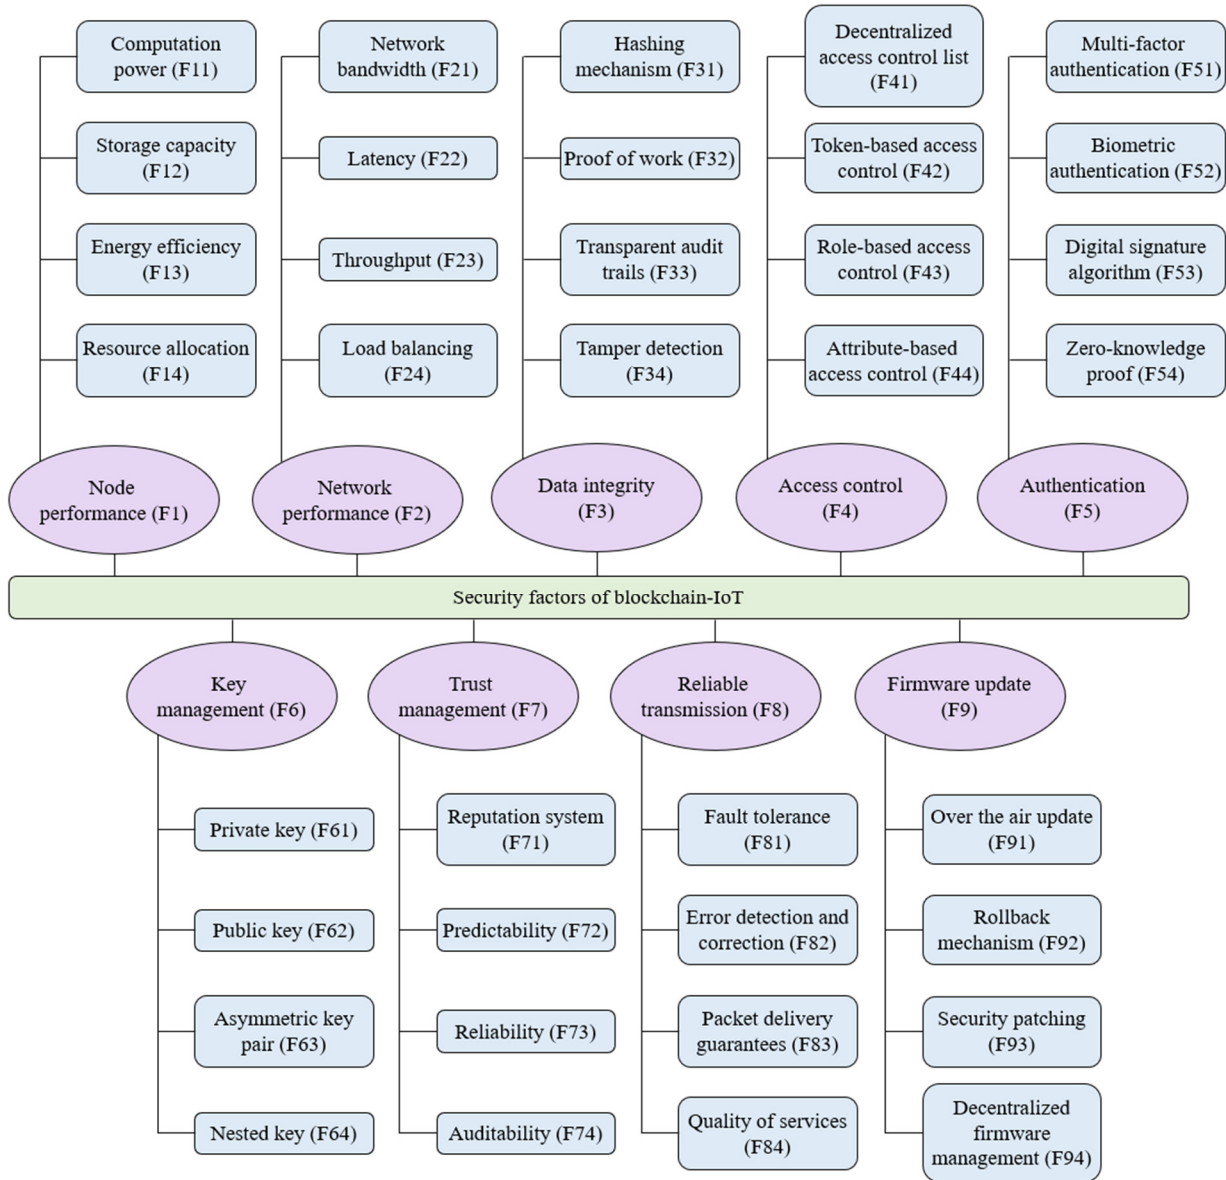 Computation
power (F11)
Network
bandwidth (F21)
Hashing
mechanism (F31)
Decentralized
access control list
(F41)
Multi-factor
authentication (F51)
Storage capacity
(F12)
Latency (F22)
Proof of work (F32)
Token-based access
control (F42)
Biometric
authentication (F52)
Energy efficiency
(F13)
Throughput (F23)
Transparent audit
trails (F33)
Role-based access
control (F43)
Digital signature
algorithm (F53)
Resource allocation
(F14)
Load balancing
(F24)
Tamper detection
(F34)
Attribute-based
access control (F44)
Zero-knowledge
proof (F54)
Node
performance (F1)
Network
performance (F2)
Data integrity
(F3)
Access control
(F4)
Authentication
(F5)
Security factors of blockchain-IoT
Key
management (F6)
Trust
management (F7)
Reliable
transmission (F8)
Firmware update
(F9)
Private key (F61)
Reputation system
(F71)
Fault tolerance
(F81)
Over the air update
(F91)
Public key (F62)
Predictability (F72)
Error detection and
correction (F82)
Rollback
mechanism (F92)
Asymmetric key
pair (F63)
Reliability (F73)
Packet delivery
guarantees (F83)
Security patching
(F93)
Nested key (F64)
Auditability (F74)
Quality of services
(F84)
Decentralized
firmware
management (F94)